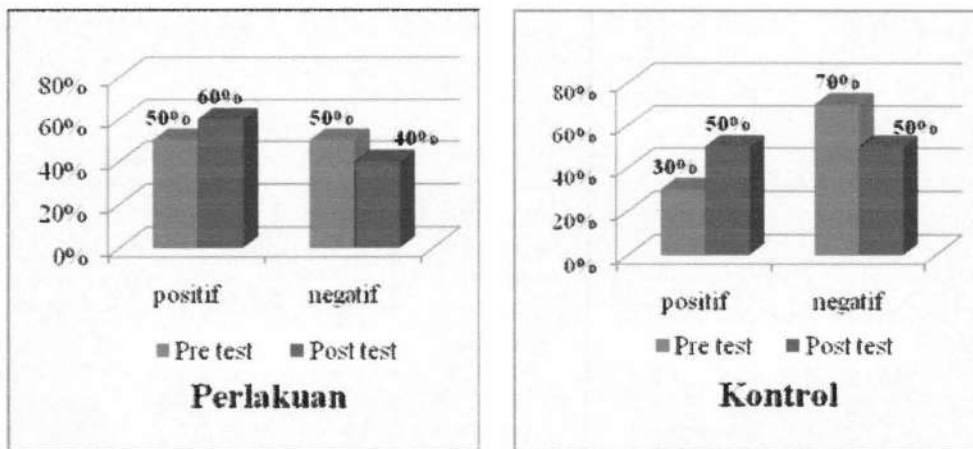 80%
60%
40%
20%
0%
50%
60%
50%
40%
positif
negatif
Pre test
Post test
Perlakuan
80%
60%
40%
20%
0%
30%
50%
70%
50%
positif
negatif
Pre test
Post test
Kontrol